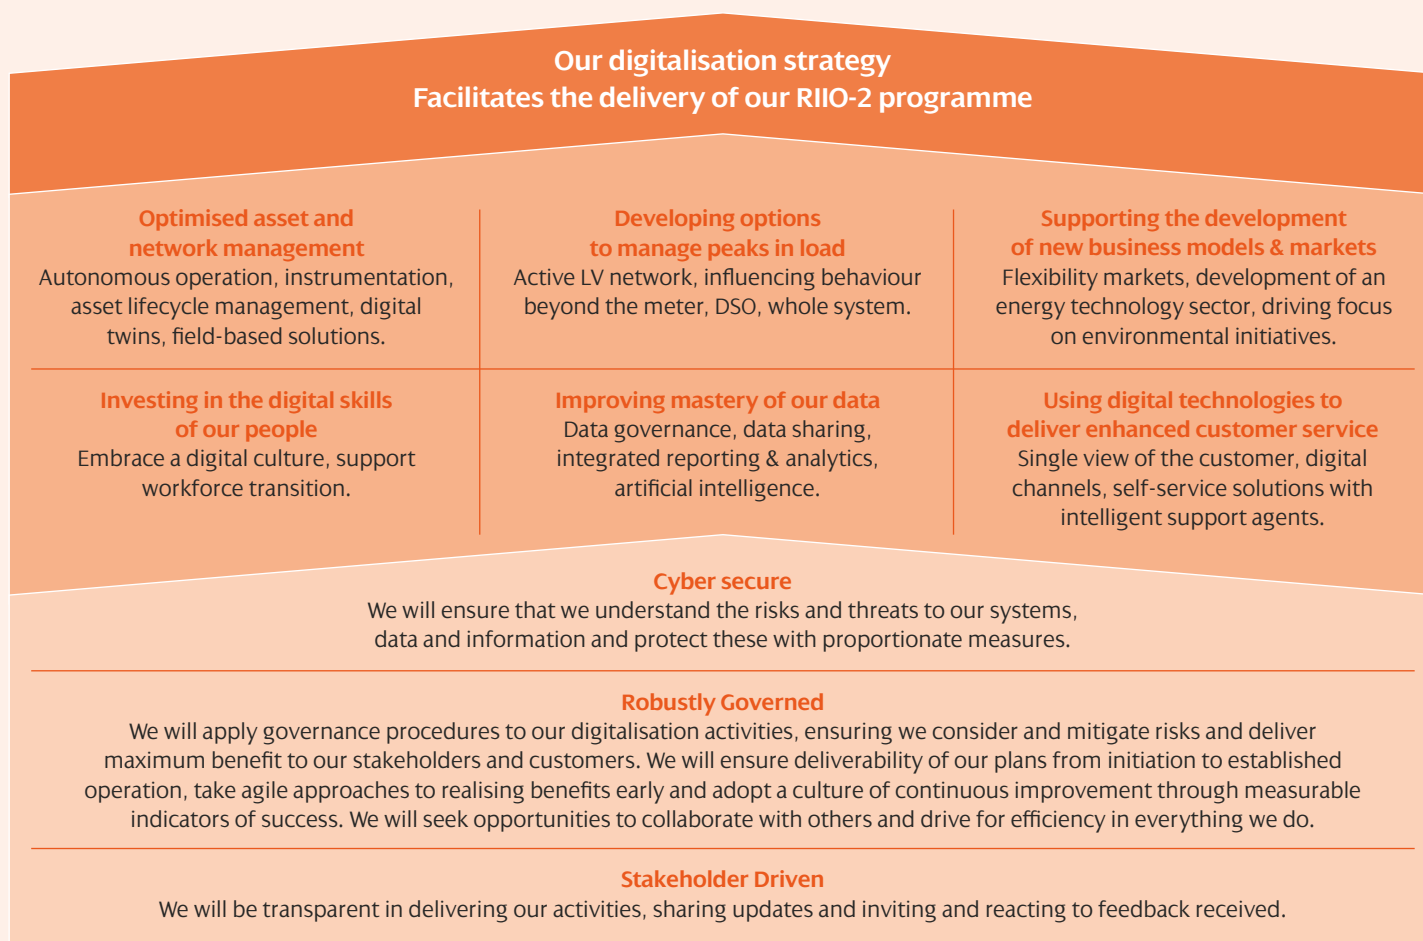 Our digitalisation strategy
Facilitates the delivery of our RIIO-2 programme
Optimised asset and
network management
Autonomous operation, instrumentation,
asset lifecycle management, digital
twins, field-based solutions.
Developing options
to manage peaks in load
Active LV network, influencing behaviour
beyond the meter, DSO, whole system.
Supporting the development
of new business models & markets
Flexibility markets, development of an
energy technology sector, driving focus
on environmental initiatives.
Investing in the digital skills
of our people
Embrace a digital culture, support
workforce transition.
Improving mastery of our data
Data governance, data sharing,
integrated reporting & analytics,
artificial intelligence.
Using digital technologies to
deliver enhanced customer service
Single view of the customer, digital
channels, self-service solutions with
intelligent support agents.
Cyber secure
We will ensure that we understand the risks and threats to our systems,
data and information and protect these with proportionate measures.
Robustly Governed
We will apply governance procedures to our digitalisation activities, ensuring we consider and mitigate risks and deliver
maximum benefit to our stakeholders and customers. We will ensure deliverability of our plans from initiation to established
operation, take agile approaches to realising benefits early and adopt a culture of continuous improvement through measurable
indicators of success. We will seek opportunities to collaborate with others and drive for efficiency in everything we do.
Stakeholder Driven
We will be transparent in delivering our activities, sharing updates and inviting and reacting to feedback received.